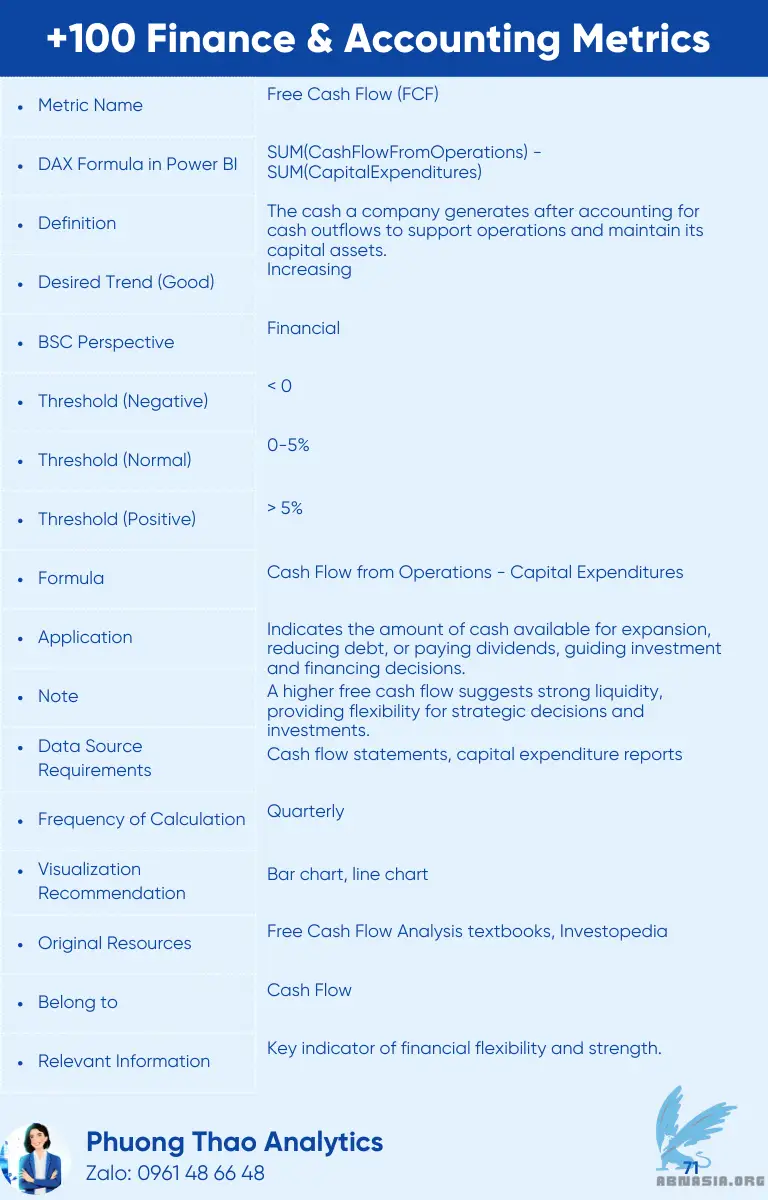 +100 Finance & Accounting Metrics
• Metric Name
Free Cash Flow (FCF)
• DAX Formula in Power BI
SUM(CashFlowFromOperations) -
SUM(CapitalExpenditures)
• Definition
The cash a company generates after accounting for
cash outflows to support operations and maintain its
capital assets.
• Desired Trend (Good)
Increasing
• BSC Perspective
Financial
• Threshold (Negative)
< 0
• Threshold (Normal)
0-5%
• Threshold (Positive)
> 5%
• Formula
Cash Flow from Operations - Capital Expenditures
• Application
Indicates the amount of cash available for expansion,
reducing debt, or paying dividends, guiding investment
and financing decisions.
• Note
A higher free cash flow suggests strong liquidity,
providing flexibility for strategic decisions and
investments.
• Data Source
Requirements
Cash flow statements, capital expenditure reports
• Frequency of Calculation
Quarterly
• Visualization
Recommendation
Bar chart, line chart
• Original Resources
Free Cash Flow Analysis textbooks, Investopedia
• Belong to
Cash Flow
• Relevant Information
Key indicator of financial flexibility and strength.
Phuong Thao Analytics
Zalo: 0961 48 66 48
71
ABNASIA.ORG